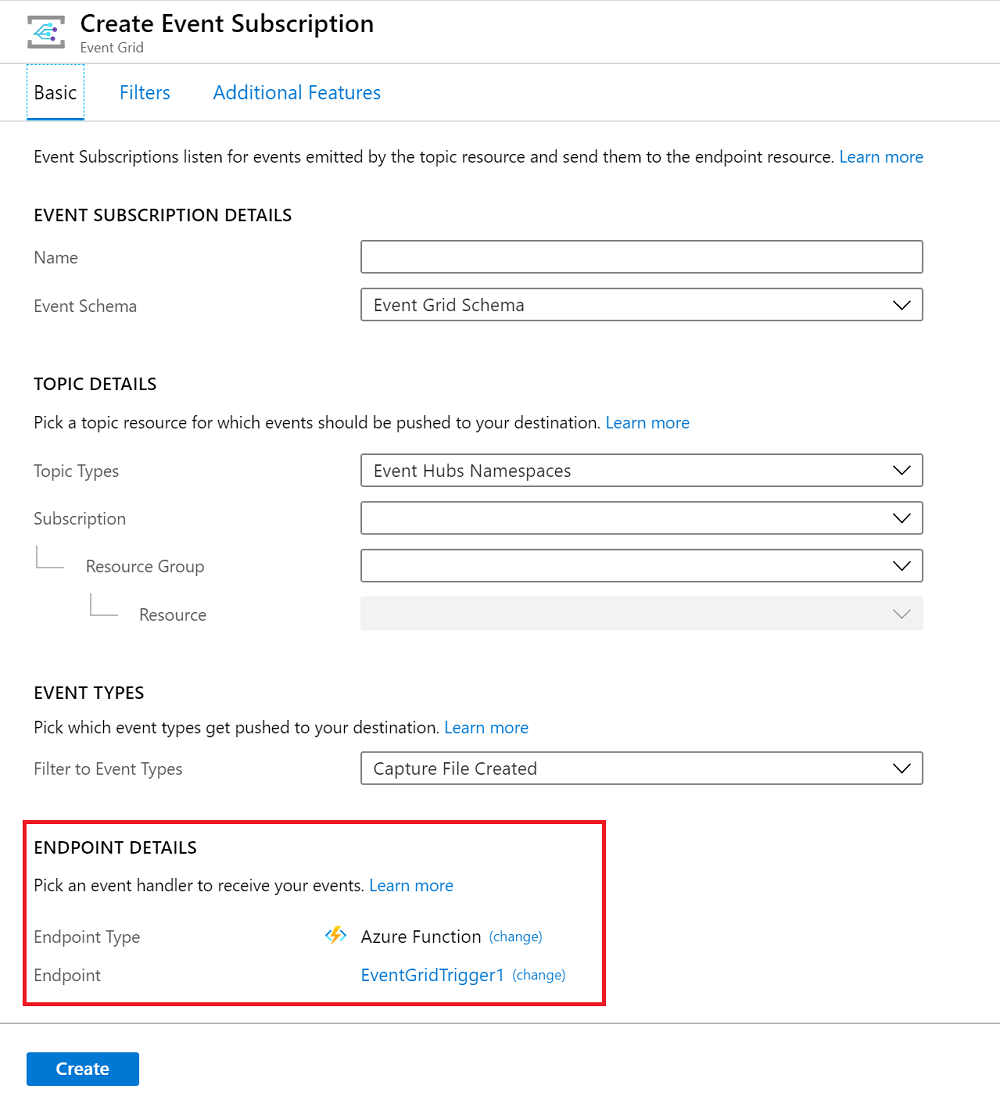 Create Event Subscription
Event Grid
Basic Filters Additional Features
Event Subscriptions listen for events emitted by the topic resource and send them to the endpoint resource. Learn more
EVENT SUBSCRIPTION DETAILS
Name
Event Schema Event Grid Schema
TOPIC DETAILS
Pick a topic resource for which events should be pushed to your destination. Learn more
Topic Types Event Hubs Namespaces
Subscription
Resource Group
Resource
EVENT TYPES
Pick which event types get pushed to your destination. Learn more
Filter to Event Types Capture File Created
ENDPOINT DETAILS
Pick an event handler to receive your events. Learn more
Endpoint Type Azure Function (change)
Endpoint EventGridTrigger1 (change)
Create